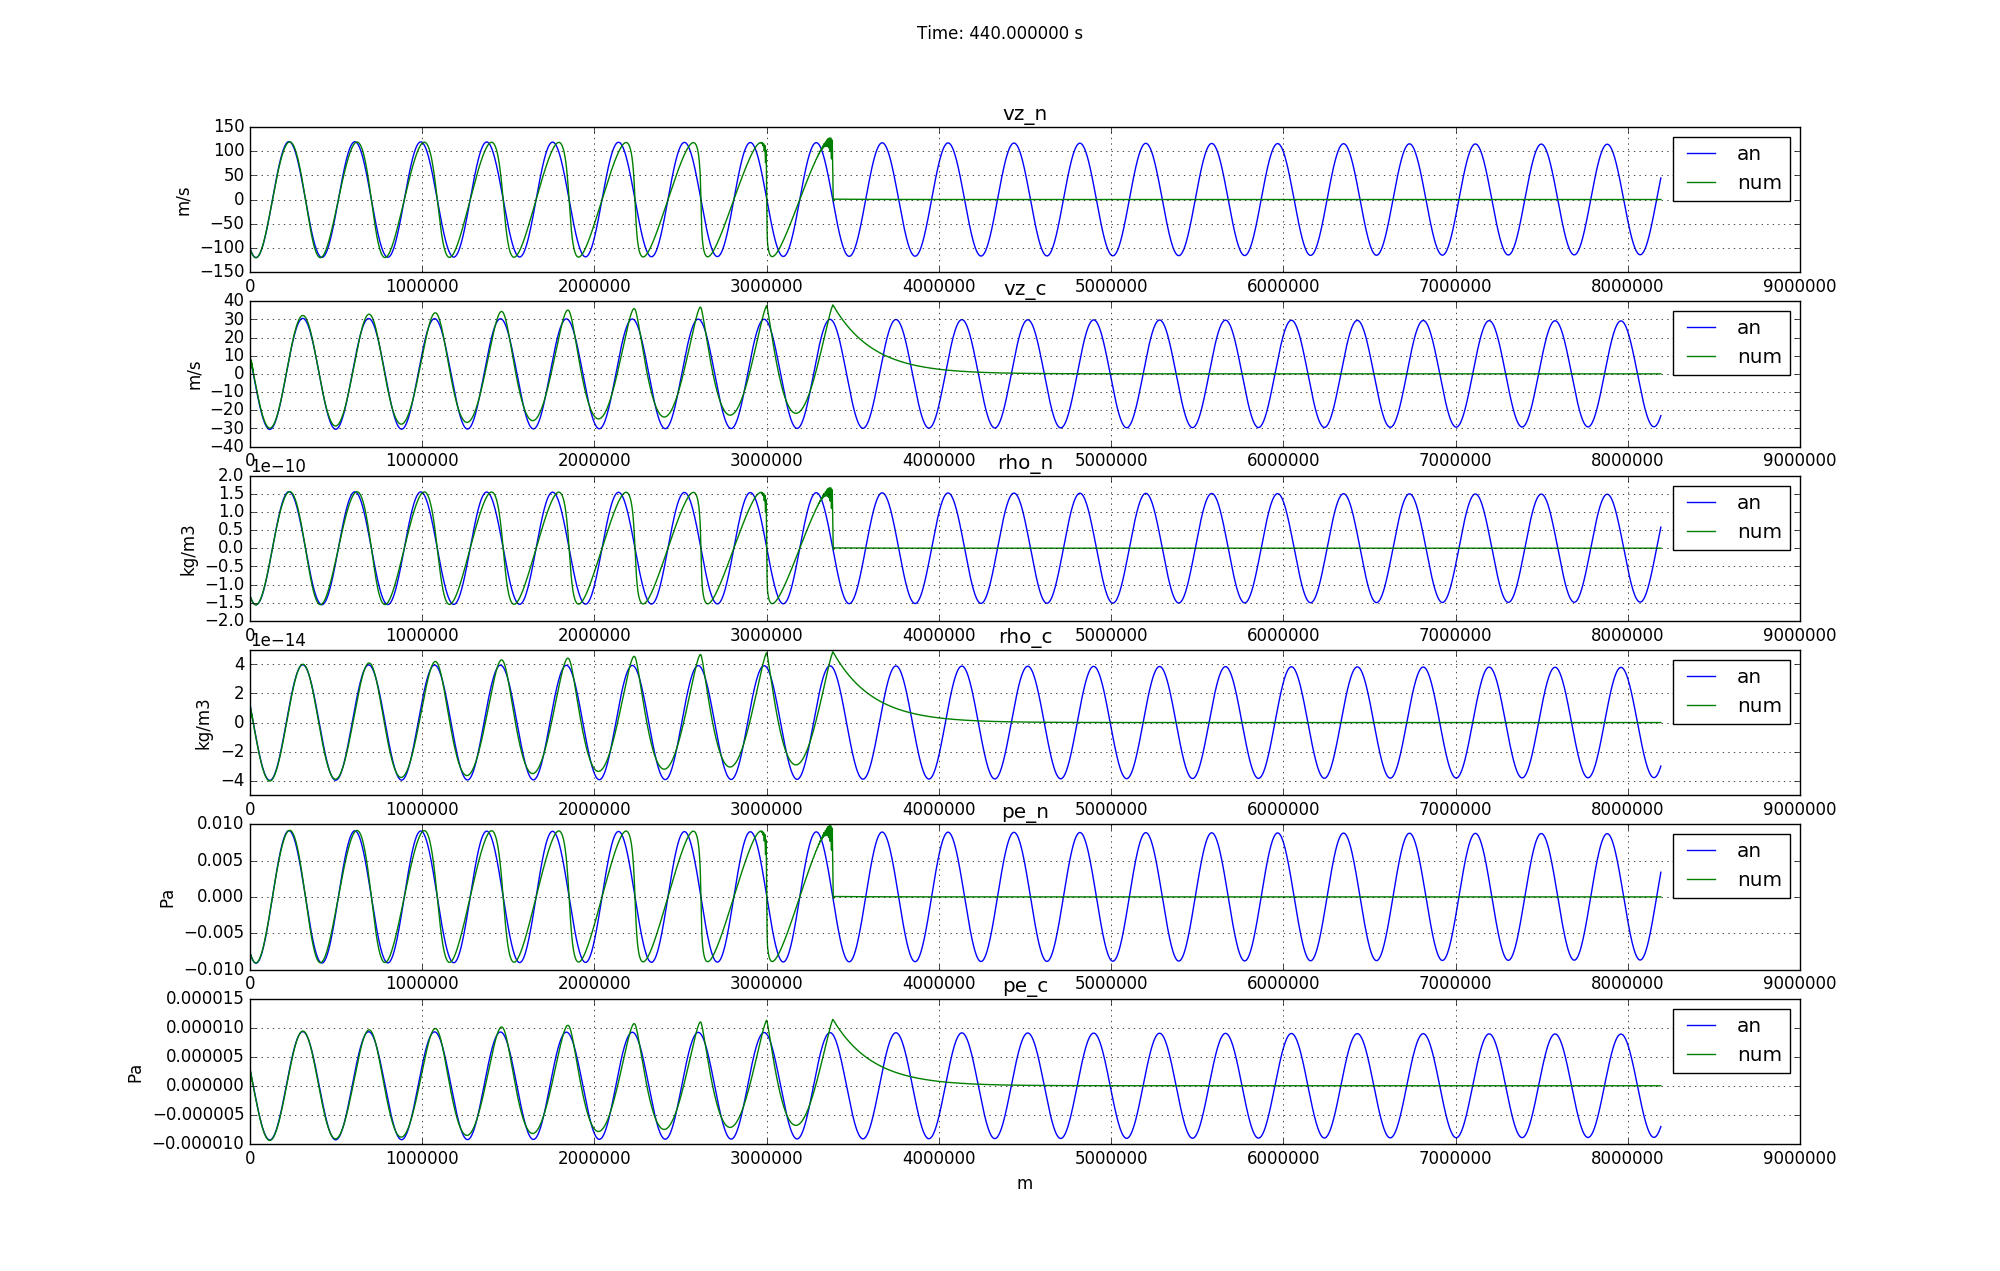 Time: 440.000000 s
vz_n
150
100
50
0
−50
−100
−150
m/s
an
num
0 1000000 2000000 3000000 4000000 5000000 6000000 7000000 8000000 9000000
vz_c
40
30
20
10
0
−10
−20
−30
−40
m/s
an
num
0 1000000 2000000 3000000 4000000 5000000 6000000 7000000 8000000 9000000
1e−10
rho_n
2.0
1.5
1.0
0.5
0.0
−0.5
−1.0
−1.5
−2.0
kg/m3
an
num
0 1000000 2000000 3000000 4000000 5000000 6000000 7000000 8000000 9000000
1e−14
rho_c
4
2
0
−2
−4
kg/m3
an
num
0 1000000 2000000 3000000 4000000 5000000 6000000 7000000 8000000 9000000
pe_n
0.010
0.005
0.000
−0.005
−0.010
Pa
an
num
0 1000000 2000000 3000000 4000000 5000000 6000000 7000000 8000000 9000000
pe_c
0.000015
0.000010
0.000005
0.000000
−0.000005
−0.000010
Pa
an
num
0 1000000 2000000 3000000 4000000 5000000 6000000 7000000 8000000 9000000
m